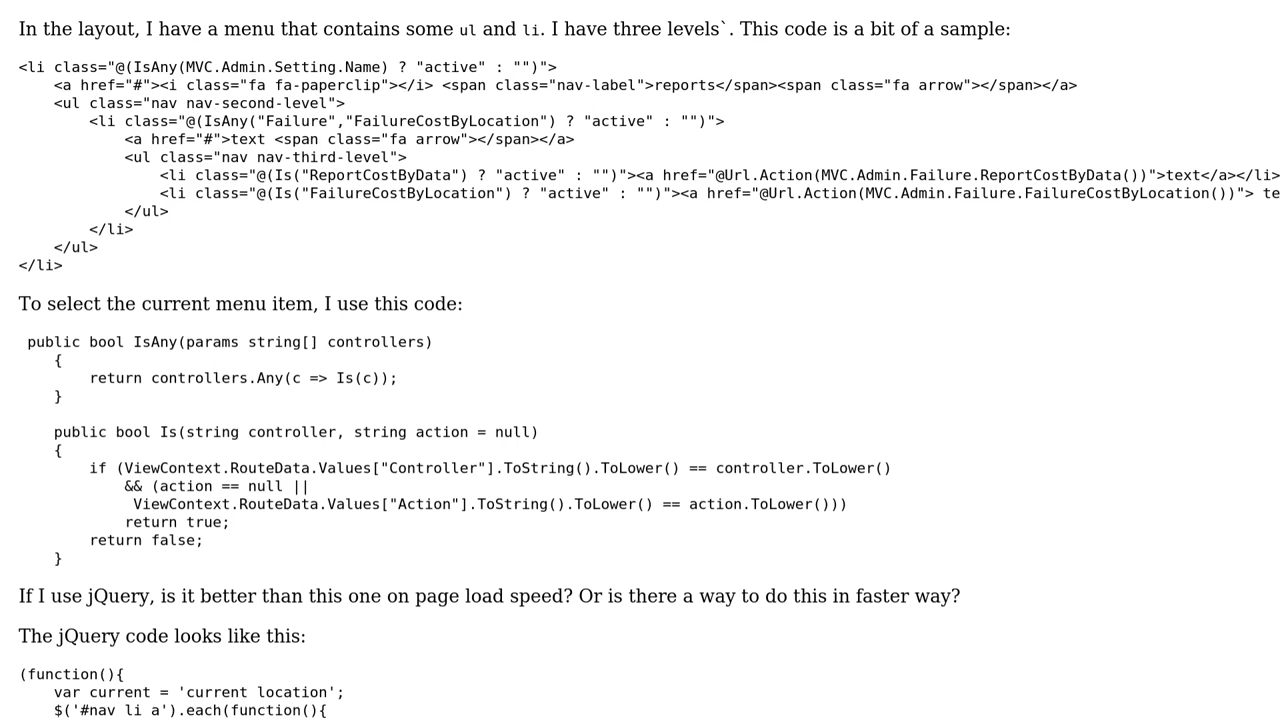 In the layout, I have a menu that contains some ul and li. I have three levels`. This code is a bit of a sample:
<li class="@(IsAny(MVC.Admin.Setting.Name) ? "active" : "")">
    <a href="#"><i class="fa fa-paperclip"></i> <span class="nav-label">reports</span><span class="fa arrow"></span></a>
    <ul class="nav nav-second-level">
        <li class="@(IsAny("Failure","FailureCostByLocation") ? "active" : "")">
            <a href="#">text <span class="fa arrow"></span></a>
            <ul class="nav nav-third-level">
                <li class="@(Is("ReportCostByData") ? "active" : "")"><a href="@Url.Action(MVC.Admin.Failure.ReportCostByData())">text</a></li>
                <li class="@(Is("FailureCostByLocation") ? "active" : "")"><a href="@Url.Action(MVC.Admin.Failure.FailureCostByLocation())"> te
            </ul>
        </li>
    </ul>
</li>
To select the current menu item, I use this code:
 public bool IsAny(params string[] controllers)
    {
        return controllers.Any(c => Is(c));
    }
    public bool Is(string controller, string action = null)
    {
        if (ViewContext.RouteData.Values["Controller"].ToString().ToLower() == controller.ToLower()
            && (action == null ||
             ViewContext.RouteData.Values["Action"].ToString().ToLower() == action.ToLower()))
            return true;
        return false;
    }
If I use jQuery, is it better than this one on page load speed? Or is there a way to do this in faster way?
The jQuery code looks like this:
(function(){
    var current = 'current location';
    $('#nav li a').each(function(){